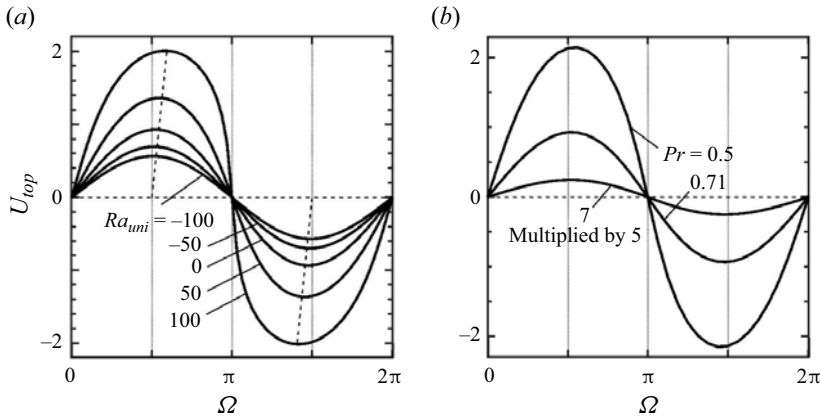 (a)
2
0
−2
U_top
Ra_uni = −100
−50
0
50
100
0 π 2π
Ω
(b)
2
0
−2
Pr = 0.5
0.71
7
Multiplied by 5
0 π 2π
Ω